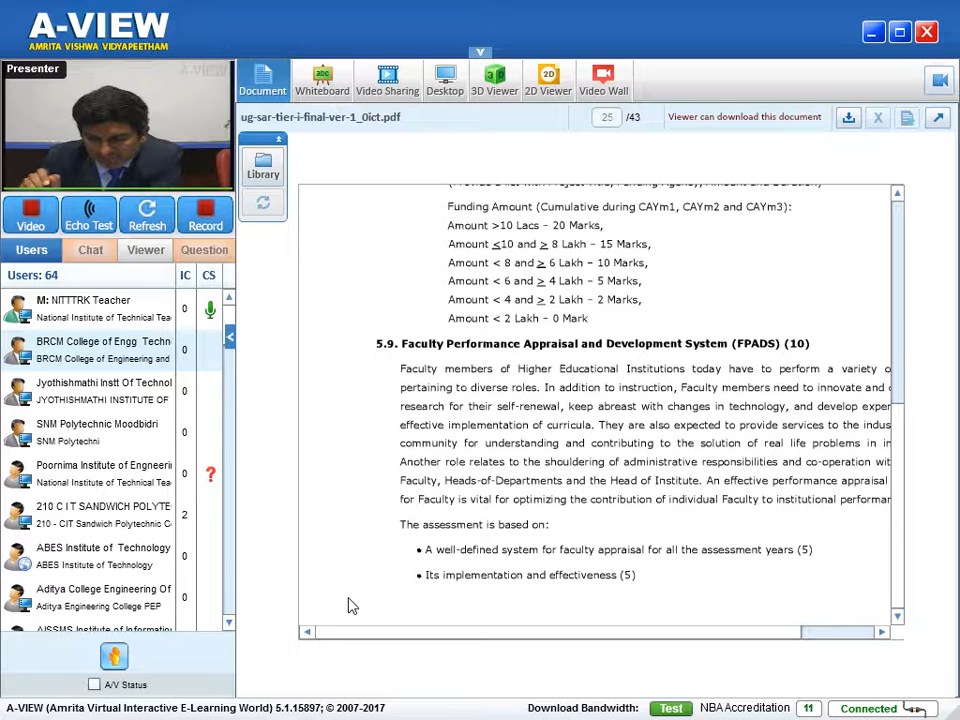 A-VIEW
AMRITA VISHWA VIDYAPEETHAM
Presenter
A-VIEW
Document
abc
Whiteboard
Video Sharing
Desktop
3D Viewer
2D
2D Viewer
Video Wall
ug-sar-tier-i-final-ver-1_0ict.pdf
25 /43
Viewer can download this document
Library
Video
Echo Test
Refresh
Record
Users
Chat
Viewer
Question
Users: 64
IC
CS
M: NITTTRK Teacher
National Institute of Technical Tea
0
BRCM College of Engg Techn
BRCM College of Engineering and
0
Jyothishmathi Instt Of Technol
JYOTHISHMATHI INSTITUTE OF
0
SNM Polytechnic Moodbidri
SNM Polytechni
0
Poornima Institute of Engneeri
National Institute of Technical Tea
0
?
210 C I T SANDWICH POLYTE
210 - CIT Sandwich Polytechnic C
2
ABES Institute of Technology
ABES Institute of Technology
0
Aditya College Engineering Of
Aditya Engineering College PEP
0
AISSMS Institute of Informatio
A/V Status
Funding Amount (Cumulative during CAYm1, CAYm2 and CAYm3):
Amount >10 Lacs – 20 Marks,
Amount ≤10 and ≥ 8 Lakh – 15 Marks,
Amount < 8 and ≥ 6 Lakh – 10 Marks,
Amount < 6 and ≥ 4 Lakh – 5 Marks,
Amount < 4 and ≥ 2 Lakh – 2 Marks,
Amount < 2 Lakh – 0 Mark
5.9. Faculty Performance Appraisal and Development System (FPADS) (10)
Faculty members of Higher Educational Institutions today have to perform a variety o
pertaining to diverse roles. In addition to instruction, Faculty members need to innovate and
research for their self-renewal, keep abreast with changes in technology, and develop exper
effective implementation of curricula. They are also expected to provide services to the indus
community for understanding and contributing to the solution of real life problems in in
Another role relates to the shouldering of administrative responsibilities and co-operation wit
Faculty, Heads-of-Departments and the Head of Institute. An effective performance appraisal
for Faculty is vital for optimizing the contribution of individual Faculty to institutional performar
The assessment is based on:
• A well-defined system for faculty appraisal for all the assessment years (5)
• Its implementation and effectiveness (5)
A-VIEW (Amrita Virtual Interactive E-Learning World) 5.1.15897; © 2007-2017
Download Bandwidth:
Test
NBA Accreditation
11
Connected